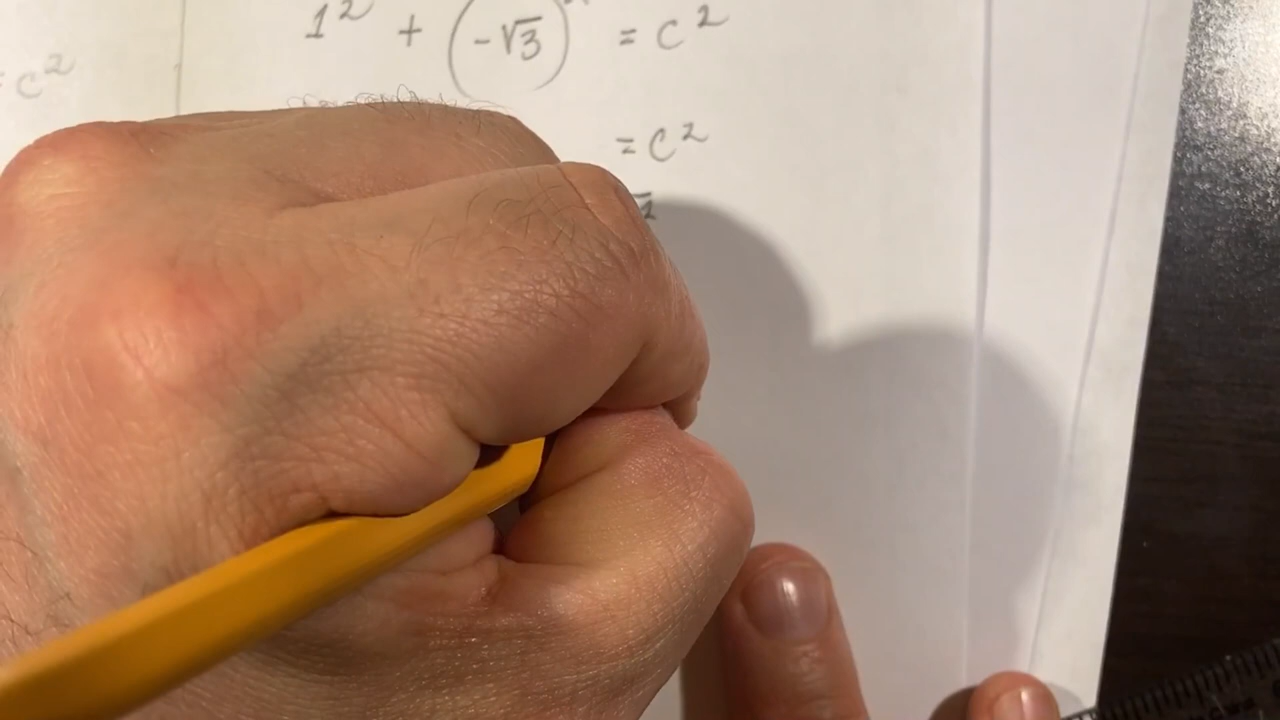 1² + (-√3)² = c²
= c²
= c²